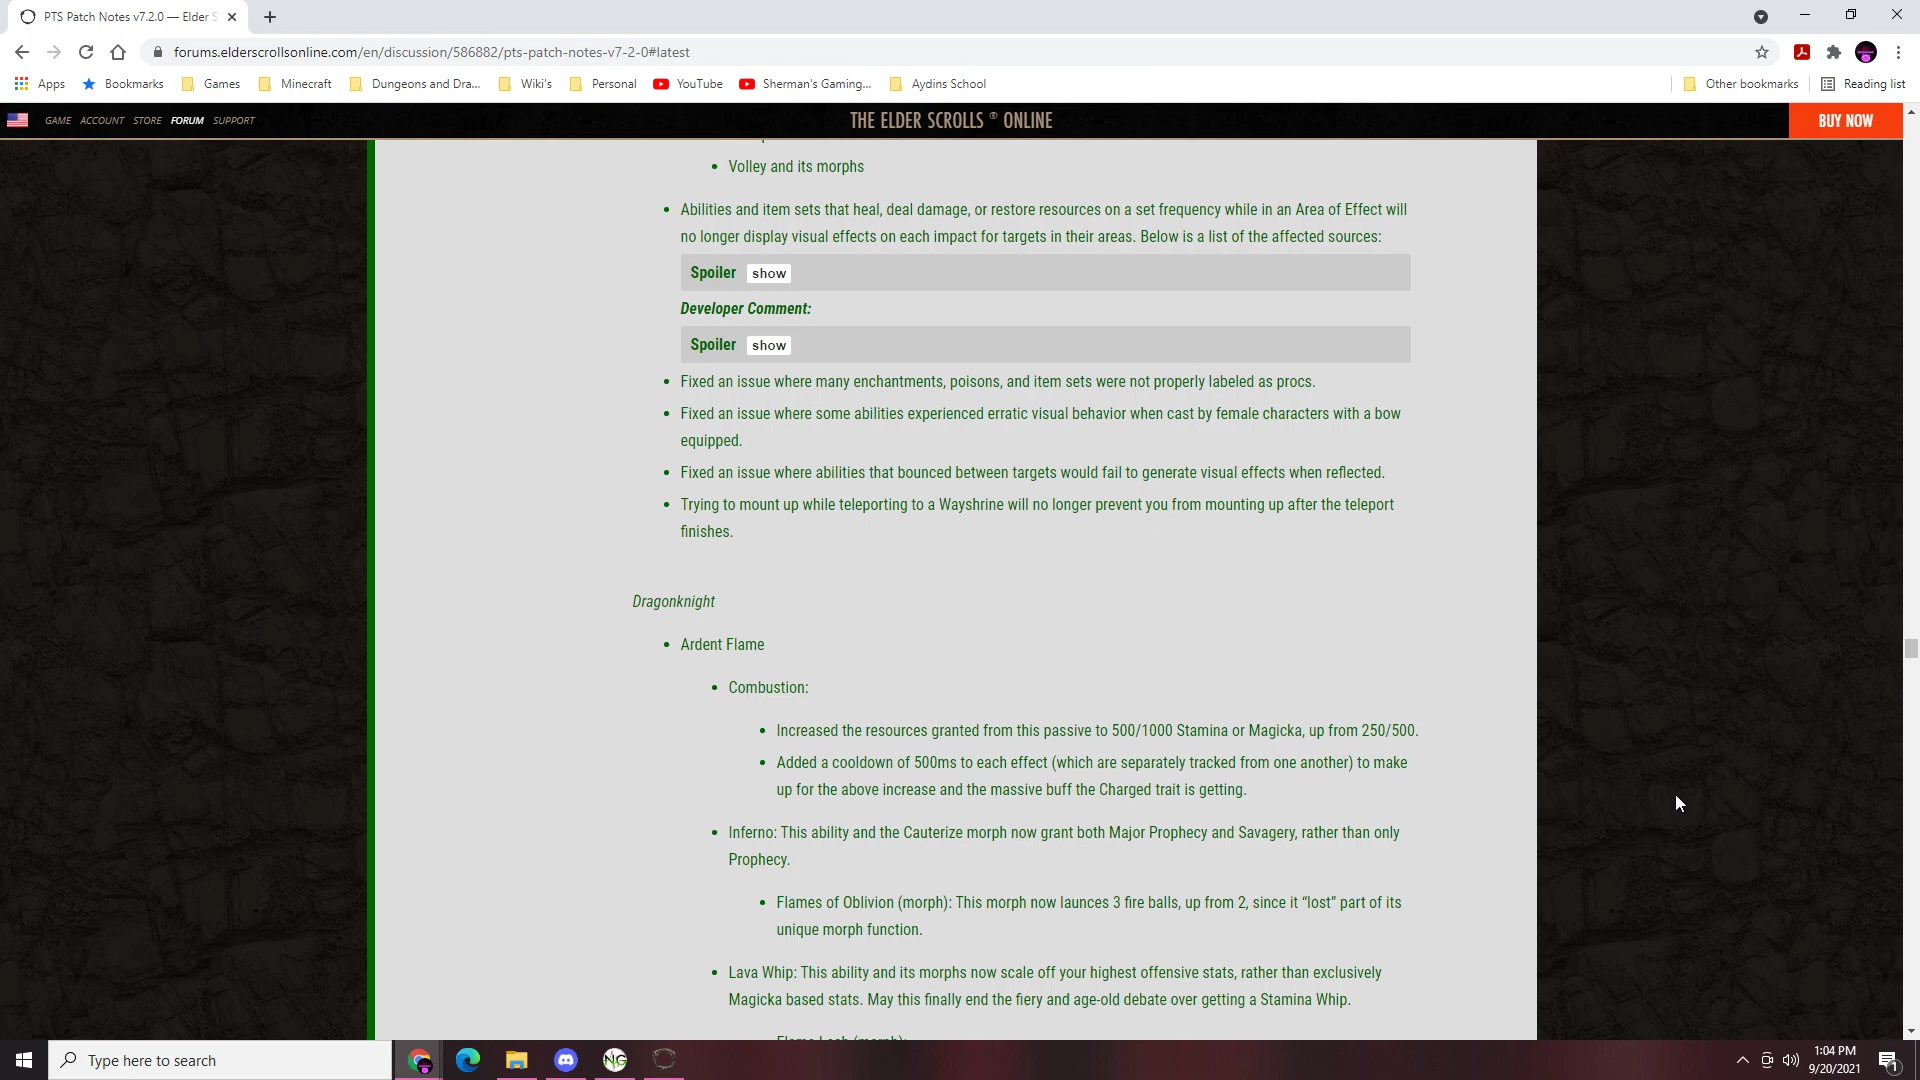 PTS Patch Notes v7.2.0 — Elder S
forums.elderscrollsonline.com/en/discussion/586882/pts-patch-notes-v7-2-0#latest
Apps Bookmarks Games Minecraft Dungeons and Dra... Wiki's Personal YouTube Sherman's Gaming... Aydins School Other bookmarks Reading list
GAME ACCOUNT STORE FORUM SUPPORT THE ELDER SCROLLS ® ONLINE BUY NOW
• Volley and its morphs
• Abilities and item sets that heal, deal damage, or restore resources on a set frequency while in an Area of Effect will
no longer display visual effects on each impact for targets in their areas. Below is a list of the affected sources:
Spoiler show
Developer Comment:
Spoiler show
• Fixed an issue where many enchantments, poisons, and item sets were not properly labeled as procs.
• Fixed an issue where some abilities experienced erratic visual behavior when cast by female characters with a bow
equipped.
• Fixed an issue where abilities that bounced between targets would fail to generate visual effects when reflected.
• Trying to mount up while teleporting to a Wayshrine will no longer prevent you from mounting up after the teleport
finishes.
Dragonknight
• Ardent Flame
• Combustion:
• Increased the resources granted from this passive to 500/1000 Stamina or Magicka, up from 250/500.
• Added a cooldown of 500ms to each effect (which are separately tracked from one another) to make
up for the above increase and the massive buff the Charged trait is getting.
• Inferno: This ability and the Cauterize morph now grant both Major Prophecy and Savagery, rather than only
Prophecy.
• Flames of Oblivion (morph): This morph now launces 3 fire balls, up from 2, since it “lost” part of its
unique morph function.
• Lava Whip: This ability and its morphs now scale off your highest offensive stats, rather than exclusively
Magicka based stats. May this finally end the fiery and age-old debate over getting a Stamina Whip.
Type here to search
NG
1:04 PM
9/20/2021
1